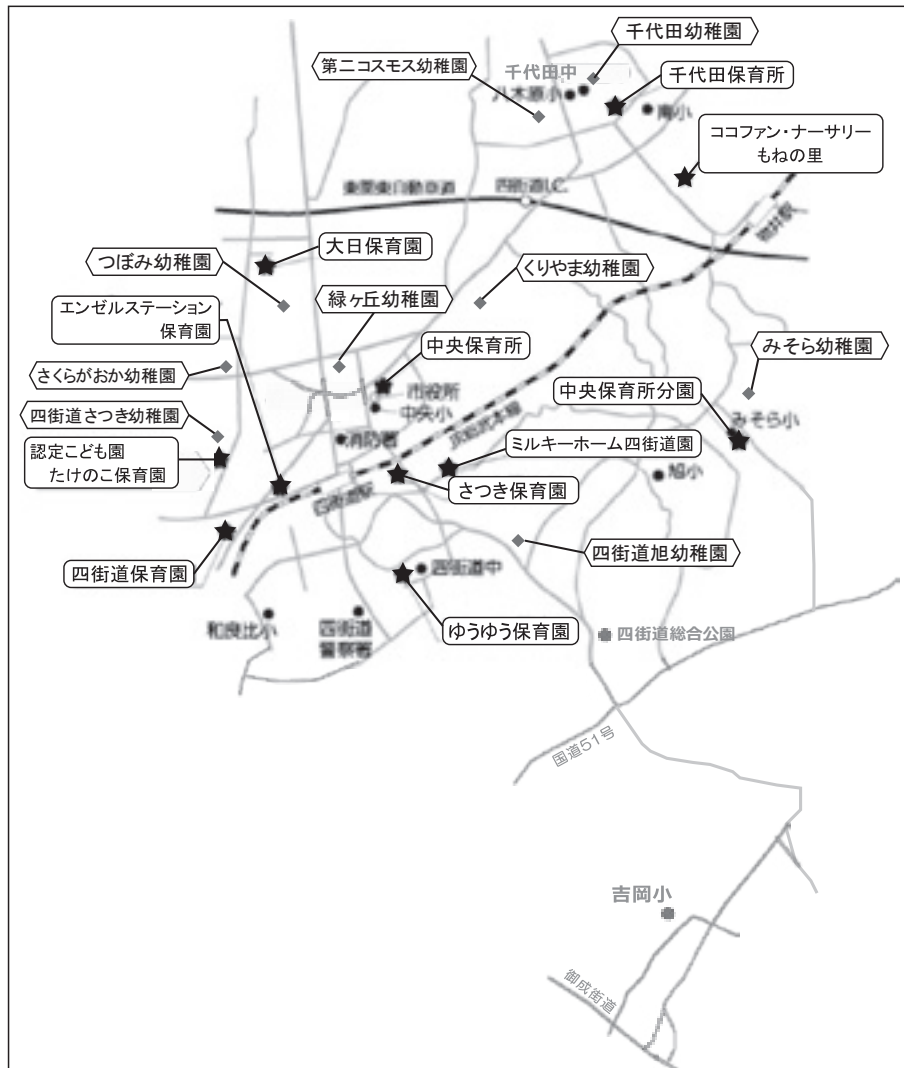 千代田幼稚園
第二コスモス幼稚園
千代田中
千代田保育所
八木原小
南小
ココファン・ナーサリー
もねの里
東関東自動車道
四街道I.C.
物井駅
大日保育園
つぼみ幼稚園
くりやま幼稚園
緑ヶ丘幼稚園
エンゼルステーション
保育園
中央保育所
みそら幼稚園
さくらがおか幼稚園
市役所
中央保育所分園
四街道さつき幼稚園
中央小
みそら小
消防署
JR総武本線
ミルキーホーム四街道園
認定こども園
たけのこ保育園
旭小
さつき保育園
四街道駅
四街道旭幼稚園
四街道保育園
四街道中
和良比小
四街道
警察署
ゆうゆう保育園
四街道総合公園
国道51号
吉岡小
御成街道